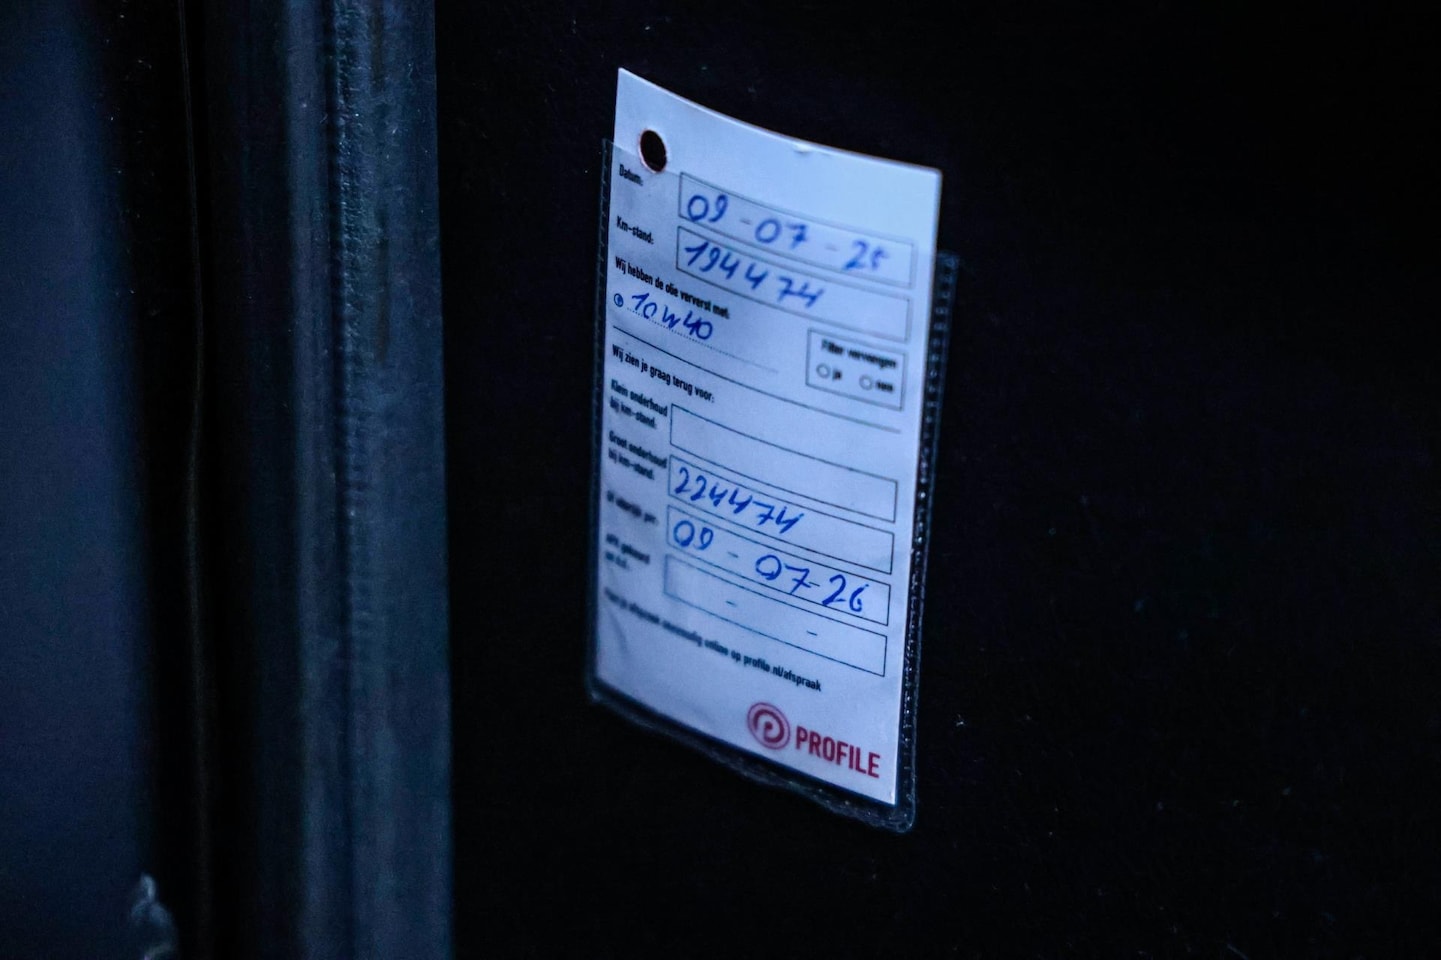 Datum: 09-07-25
Km-stand: 194474
Wij hebben de olie ververst met:
10w40
Filter vervangen
ja nee
Wij zien je graag terug voor:
Klein onderhoud
bij km-stand:
Groot onderhoud
bij km-stand: 224474
Of uiterlijk per: 09-07-26
APK gekeurd
- -
Maak je afspraak eenvoudig online op profile.nl/afspraak
PROFILE